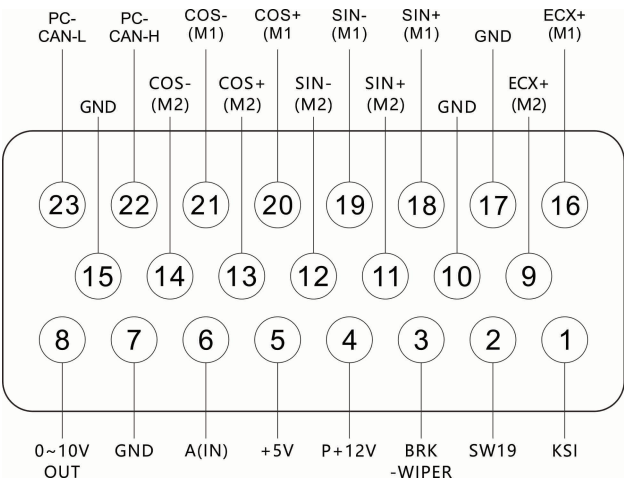 PC-
CAN-L
PC-
CAN-H
COS-
(M1)
COS+
(M1
SIN-
(M1)
SIN+
(M1)
GND
ECX+
(M1)
GND
COS-
(M2)
COS+
(M2)
SIN-
(M2)
SIN+
(M2)
GND
ECX+
(M2)
23 22 21 20 19 18 17 16
15 14 13 12 11 10 9
8 7 6 5 4 3 2 1
0~10V
OUT
GND
A(IN)
+5V
P+12V
BRK
-WIPER
SW19
KSI